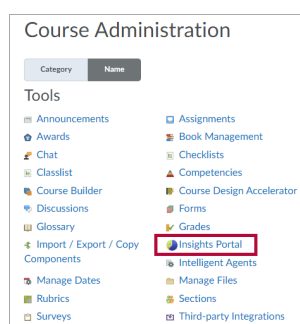 Course Administration
Category Name
Tools
Announcements
Assignments
Awards
Book Management
Chat
Checklists
Classlist
Competencies
Course Builder
Course Design Accelerator
Discussions
Forms
Glossary
Grades
Import / Export / Copy
Components
Insights Portal
Intelligent Agents
Manage Dates
Manage Files
Rubrics
Sections
Surveys
Third-party Integrations